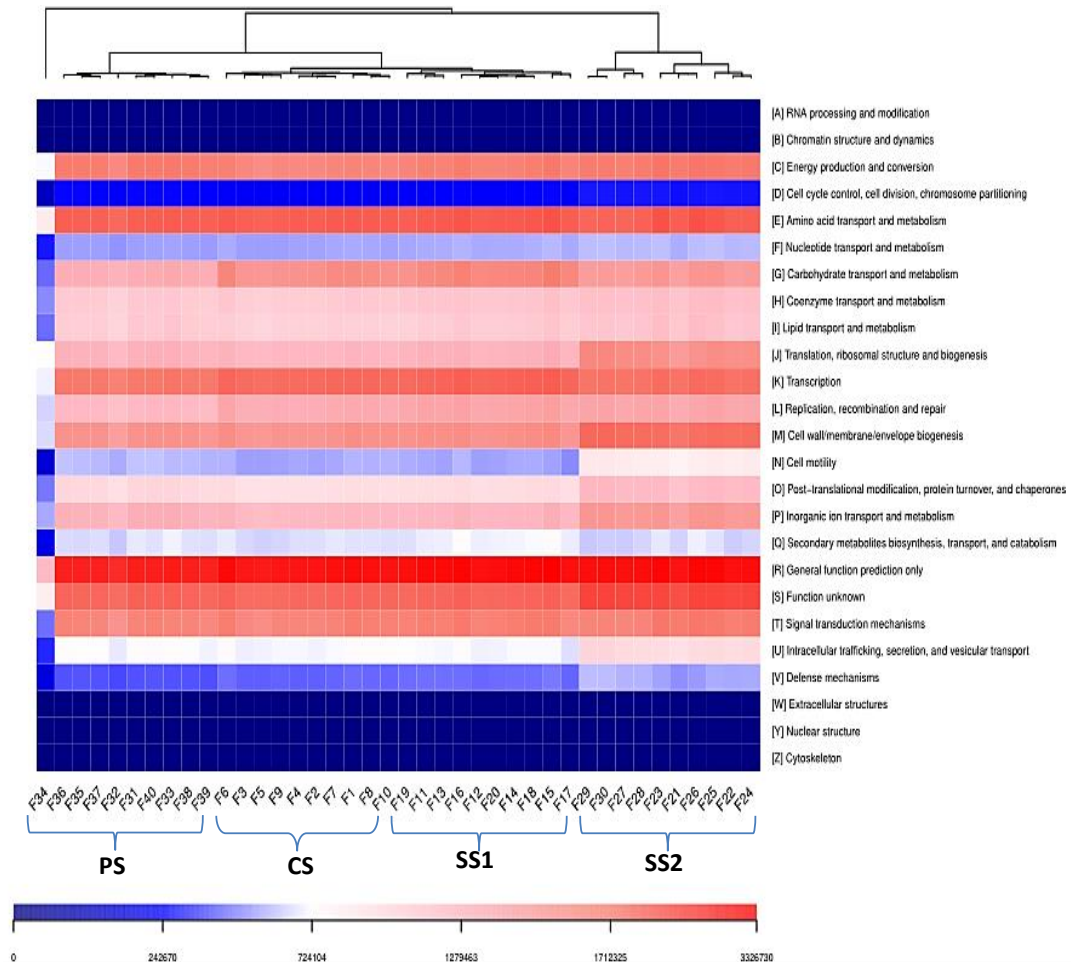 [A] RNA processing and modification
[B] Chromatin structure and dynamics
[C] Energy production and conversion
[D] Cell cycle control, cell division, chromosome partitioning
[E] Amino acid transport and metabolism
[F] Nucleotide transport and metabolism
[G] Carbohydrate transport and metabolism
[H] Coenzyme transport and metabolism
[I] Lipid transport and metabolism
[J] Translation, ribosomal structure and biogenesis
[K] Transcription
[L] Replication, recombination and repair
[M] Cell wall/membrane/envelope biogenesis
[N] Cell motility
[O] Post-translational modification, protein turnover, and chaperones
[P] Inorganic ion transport and metabolism
[Q] Secondary metabolites biosynthesis, transport, and catabolism
[R] General function prediction only
[S] Function unknown
[T] Signal transduction mechanisms
[U] Intracellular trafficking, secretion, and vesicular transport
[V] Defense mechanisms
[W] Extracellular structures
[Y] Nuclear structure
[Z] Cytoskeleton
F34 F36 F35 F37 F32 F31 F40 F33 F38 F39 F6 F3 F5 F9 F4 F2 F7 F1 F8 F10 F19 F11 F13 F16 F12 F20 F14 F18 F15 F17 F29 F30 F27 F28 F23 F21 F26 F25 F22 F24
PS CS SS1 SS2
0 242670 724104 1279463 1712325 3326730